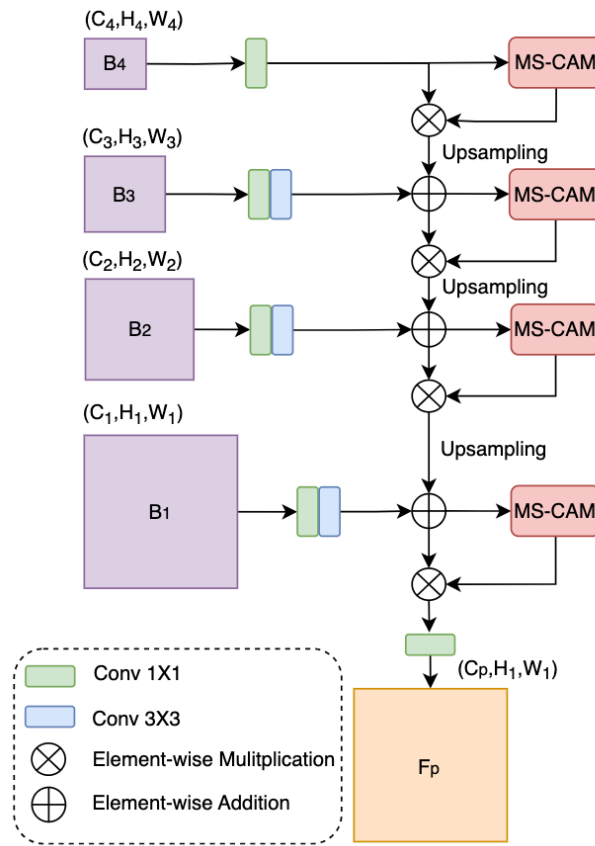 (C4,H4,W4)
B4
MS-CAM
Upsampling
(C3,H3,W3)
B3
MS-CAM
Upsampling
(C2,H2,W2)
B2
MS-CAM
Upsampling
(C1,H1,W1)
B1
MS-CAM
(Cp,H1,W1)
Fp
Conv 1X1
Conv 3X3
Element-wise Mulitplication
Element-wise Addition